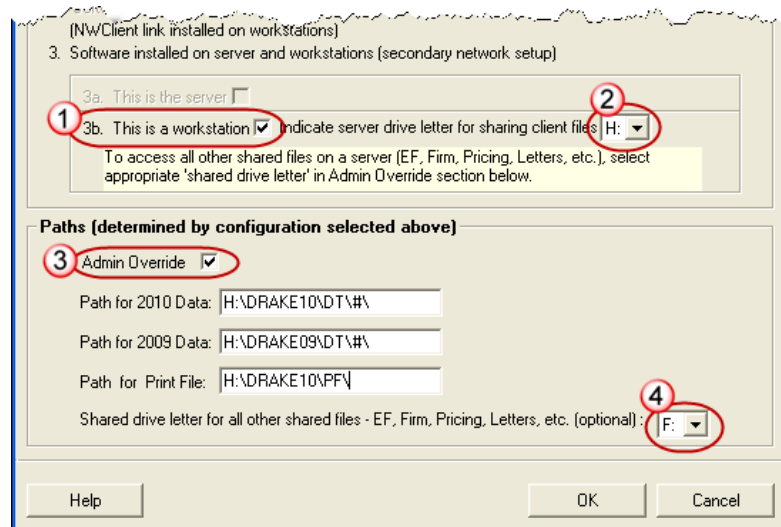 (NWClient link installed on workstations)
3. Software installed on server and workstations (secondary network setup)
3a. This is the server
1
3b. This is a workstation Indicate server drive letter for sharing client files H:
2
To access all other shared files on a server (EF, Firm, Pricing, Letters, etc.), select
appropriate 'shared drive letter' in Admin Override section below.
Paths (determined by configuration selected above)
3
Admin Override
Path for 2010 Data: H:\DRAKE10\DT\#\
Path for 2009 Data: H:\DRAKE09\DT\#\
Path for Print File: H:\DRAKE10\PF\
4
Shared drive letter for all other shared files - EF, Firm, Pricing, Letters, etc. (optional) : F:
Help OK Cancel